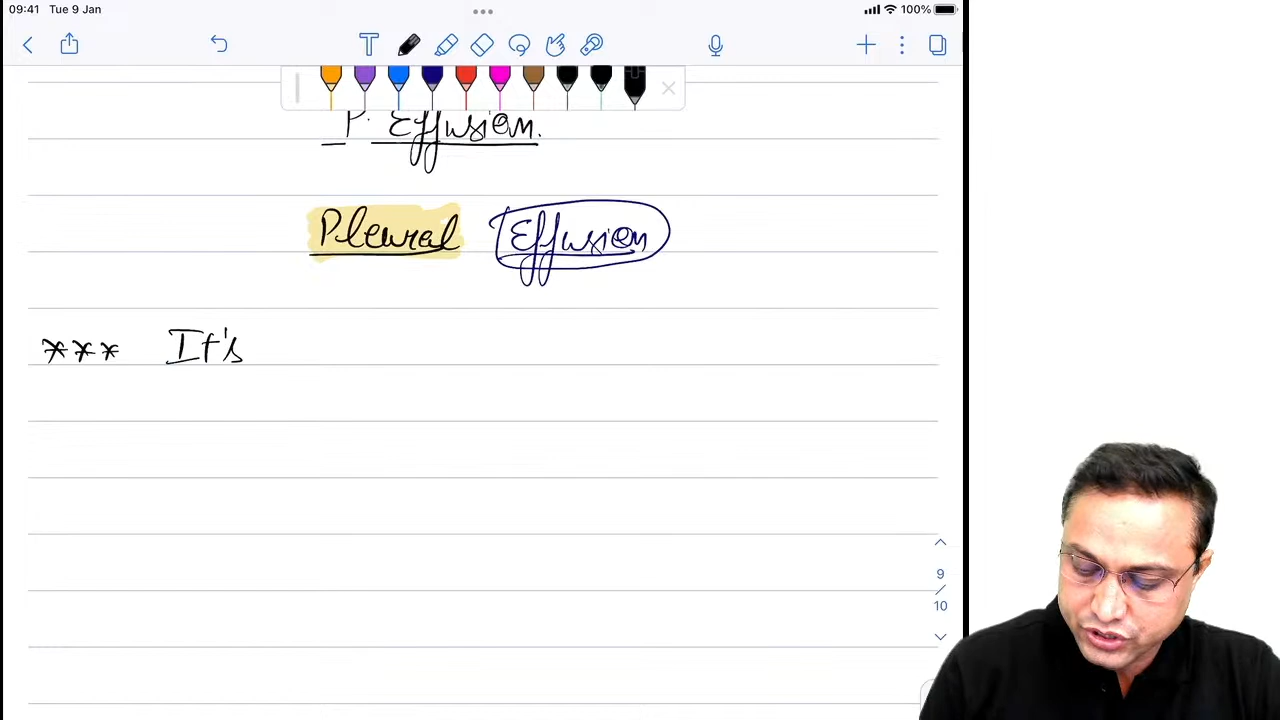 09:41 Tue 9 Jan 100%
T
P. Effusion.
Pleural Effusion
*** It's
9
10